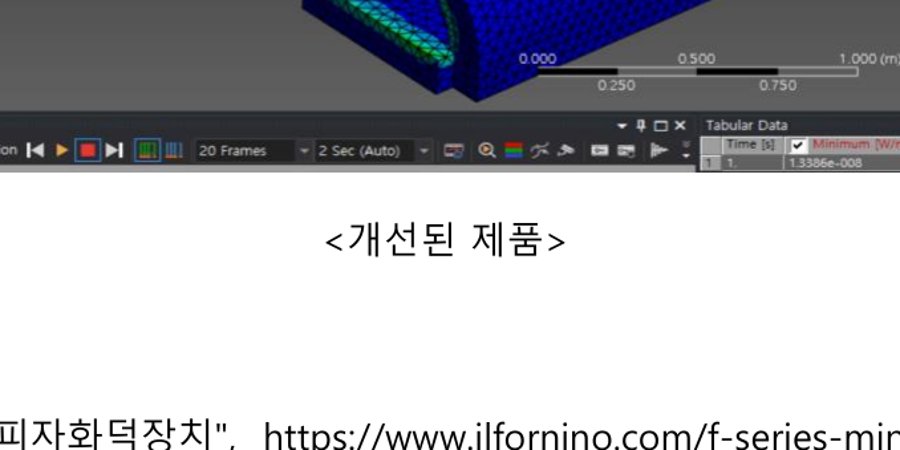 0.000 0.500 1.000 (m)
0.250 0.750
Tabular Data
20 Frames 2 Sec (Auto) Time [s] Minimum [W/
1 1. 1.3386e-008
<개선된 제품>
피자화덕장치", https://www.ilfornino.com/f-series-min